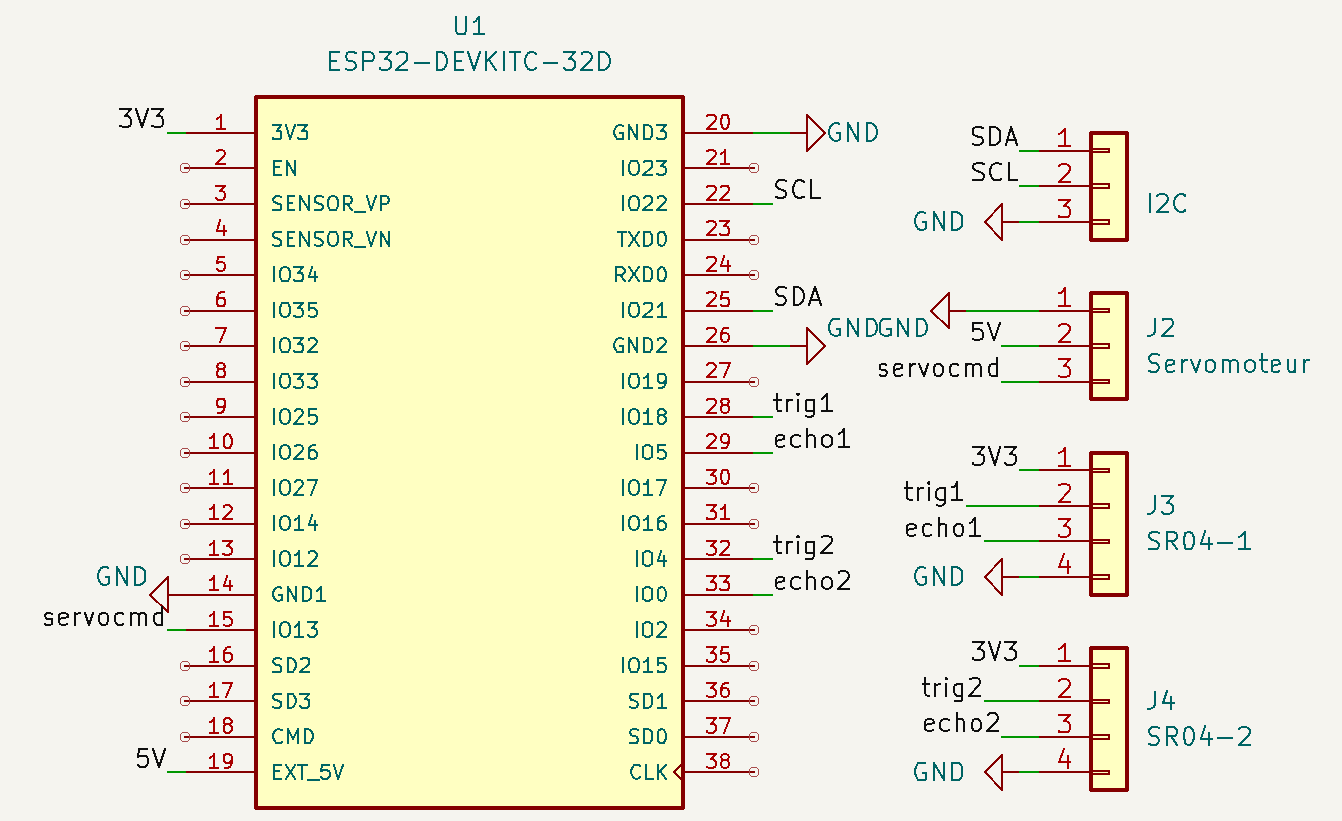 U1
ESP32-DEVKITC-32D
3V3 1 3V3
2 EN
3 SENSOR_VP
4 SENSOR_VN
5 IO34
6 IO35
7 IO32
8 IO33
9 IO25
10 IO26
11 IO27
12 IO14
13 IO12
GND 14 GND1
servocmd 15 IO13
16 SD2
17 SD3
18 CMD
5V 19 EXT_5V
GND3 20 GND
IO23 21
IO22 22 SCL
TXD0 23
RXD0 24
IO21 25 SDA
GND2 26 GND
IO19 27
IO18 28 trig1
IO5 29 echo1
IO17 30
IO16 31
IO4 32 trig2
IO0 33 echo2
IO2 34
IO15 35
SD1 36
SD0 37
CLK 38
SDA 1
SCL 2
GND 3
I2C
GND 1
5V 2
servocmd 3
J2
Servomoteur
3V3 1
trig1 2
echo1 3
GND 4
J3
SR04-1
3V3 1
trig2 2
echo2 3
GND 4
J4
SR04-2